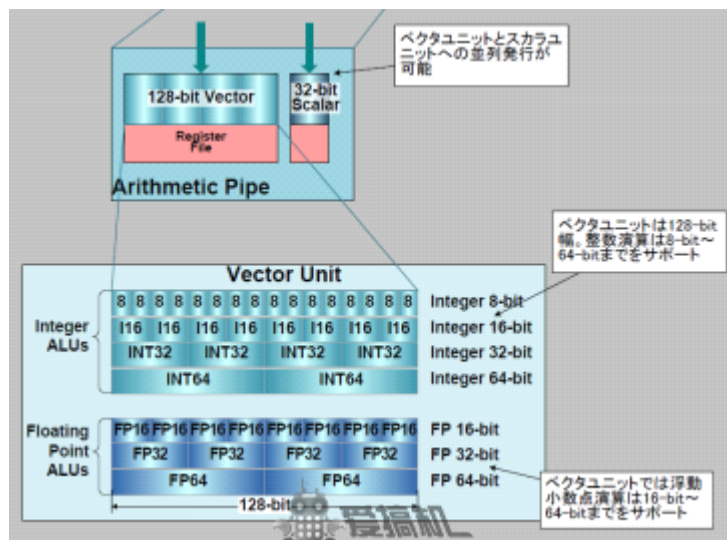 ベクタユニットとスカラユ
ニットへの並列発行が
可能
128-bit Vector
32-bit
Scalar
Register
File
Arithmetic Pipe
ベクタユニットは128-bit
幅。整数演算は8-bit～
64-bitまでをサポート
Vector Unit
Integer
ALUs
8 8 8 8 8 8 8 8 8 8 8 8 8 8 8 8
Integer 8-bit
I16 I16 I16 I16 I16 I16 I16 I16
Integer 16-bit
INT32 INT32 INT32 INT32
Integer 32-bit
INT64 INT64
Integer 64-bit
Floating
Point
ALUs
FP16 FP16 FP16 FP16 FP16 FP16 FP16 FP16
FP 16-bit
FP32 FP32 FP32 FP32
FP 32-bit
FP64 FP64
FP 64-bit
128-bit
ベクタユニットでは浮動
小数点演算は16-bit～
64-bitまでをサポート
爱搞机